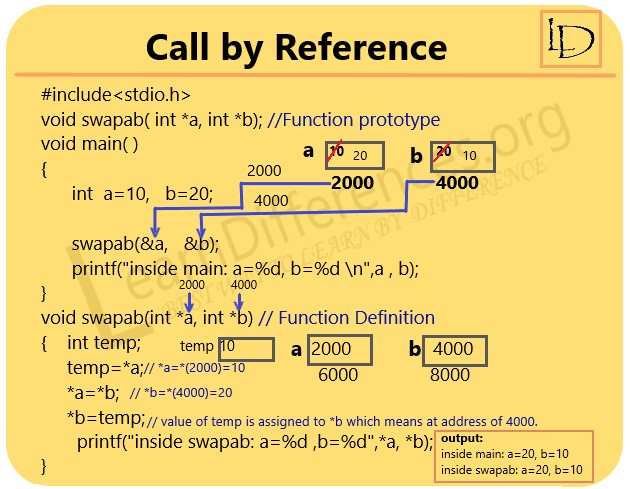 Call by Reference
LD
#include<stdio.h>
void swapab( int *a, int *b); //Function prototype
void main( )
a 10 20 b 20 10
{
2000 2000 4000
int a=10, b=20;
4000
swapab(&a, &b);
printf("inside main: a=%d, b=%d \n",a , b);
2000 4000
}
void swapab(int *a, int *b) // Function Definition
{ int temp; temp 10 a 2000 b 4000
temp=*a;// *a=*(2000)=10 6000 8000
*a=*b; // *b=*(4000)=20
*b=temp;// value of temp is assigned to *b which means at address of 4000.
printf("inside swapab: a=%d ,b=%d",*a, *b);
}
output:
inside main: a=20, b=10
inside swapab: a=20, b=10
LearnDifferences.org
BEST WAY TO LEARN BY DIFFERENCE